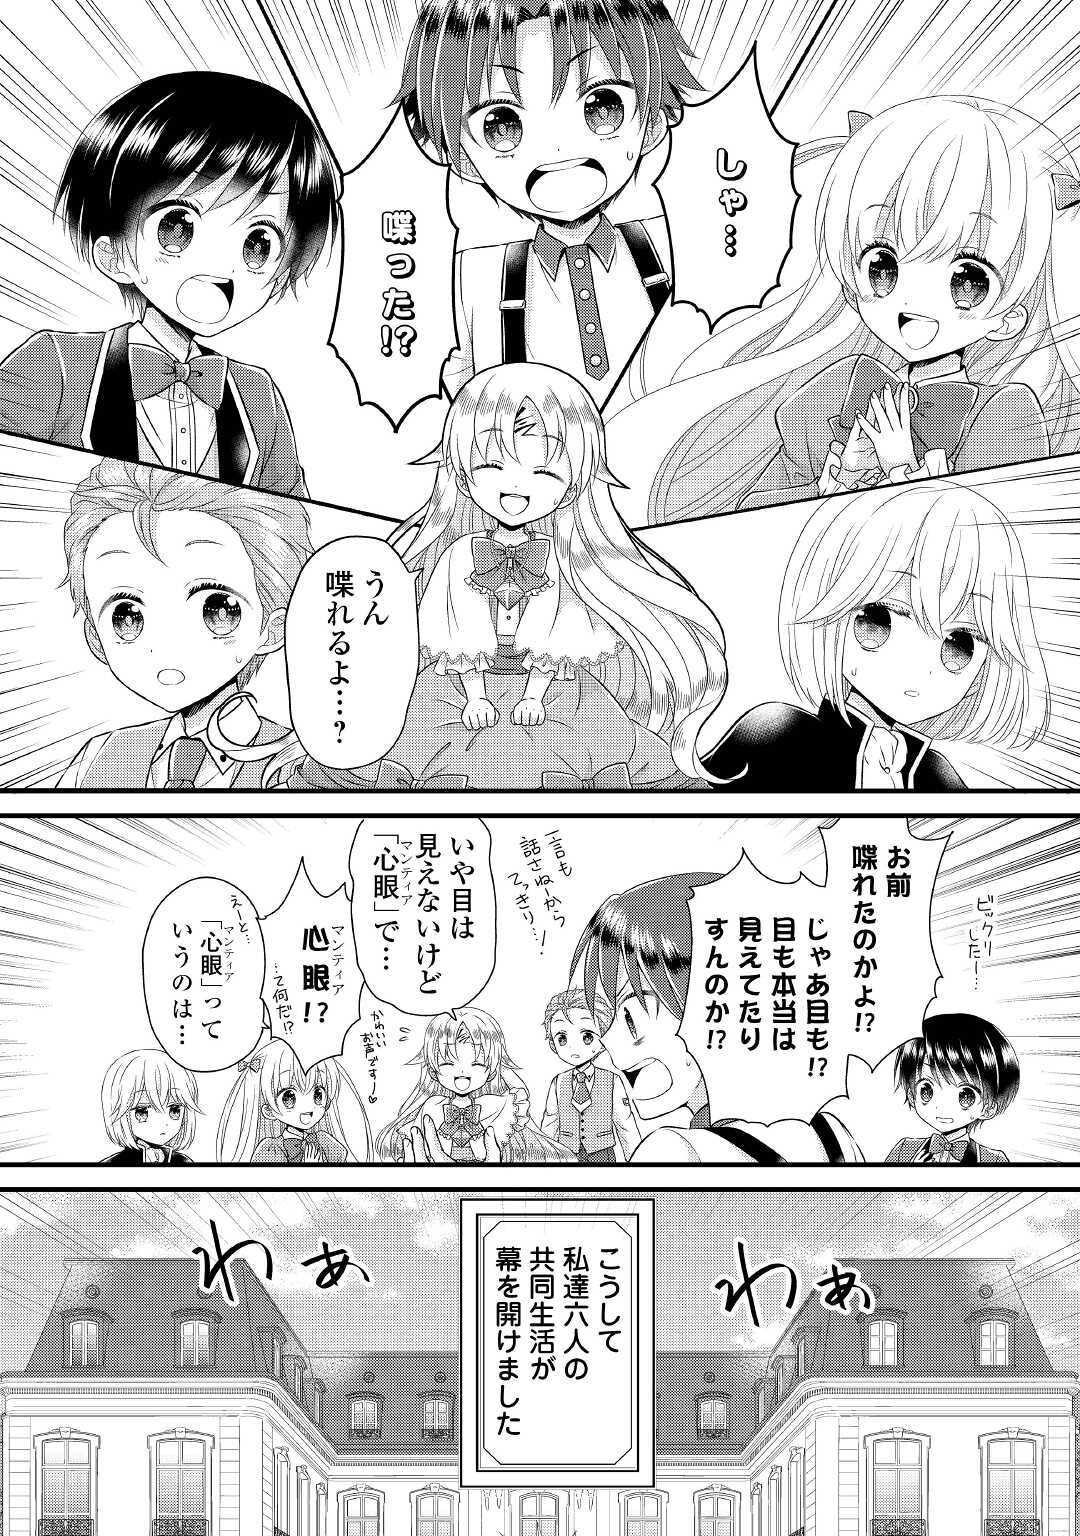 しゃ…
喋った!?
うん
喋れるよ…?
お前
喋れたのかよ!?
じゃあ目も!?
目も本当は
見えてたり
すんのか!?
ビックリ
した…
一言も
話さねーから
てっきり…!
いや目は
見えないけど
「心眼」で…
マンティア
心眼!?
マンティア
…て何だ!?
かわいい
お声ですー♡
えーと…
「心眼」って
マンティア
いうのは…
こうして
私達六人の
共同生活が
幕を開けました
わぁ
わぁ